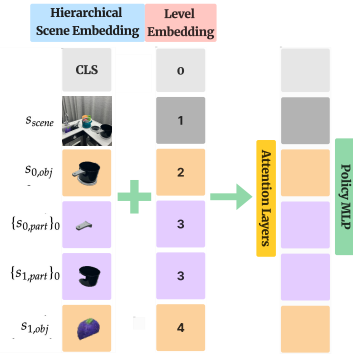 Hierarchical
Scene Embedding
Level
Embedding
CLS
0
s_scene
1
s_0,obj
2
{s_0,part}_0
3
{s_1,part}_0
3
s_1,obj
4
Attention Layers
Policy MLP